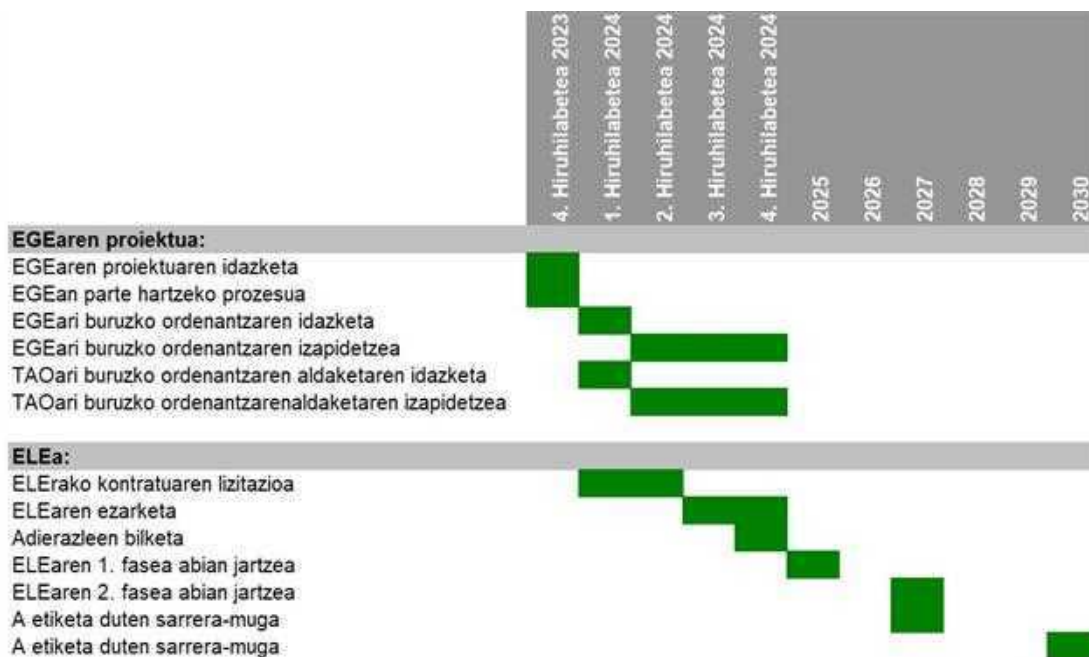 4. Hiruhilabetea 2023
1. Hiruhilabetea 2024
2. Hiruhilabetea 2024
3. Hiruhilabetea 2024
4. Hiruhilabetea 2024
2025
2026
2027
2028
2029
2030
EGEaren proiektua:
EGEaren proiektuaren idazketa
EGEan parte hartzeko prozesua
EGEari buruzko ordenantzaren idazketa
EGEari buruzko ordenantzaren izapidetzea
TAOari buruzko ordenantzaren aldaketaren idazketa
TAOari buruzko ordenantzarenaldaketaren izapidetzea
ELEa:
ELErako kontratuaren lizitazioa
ELEaren ezarketa
Adierazleen bilketa
ELEaren 1. fasea abian jartzea
ELEaren 2. fasea abian jartzea
A etiketa duten sarrera-muga
A etiketa duten sarrera-muga